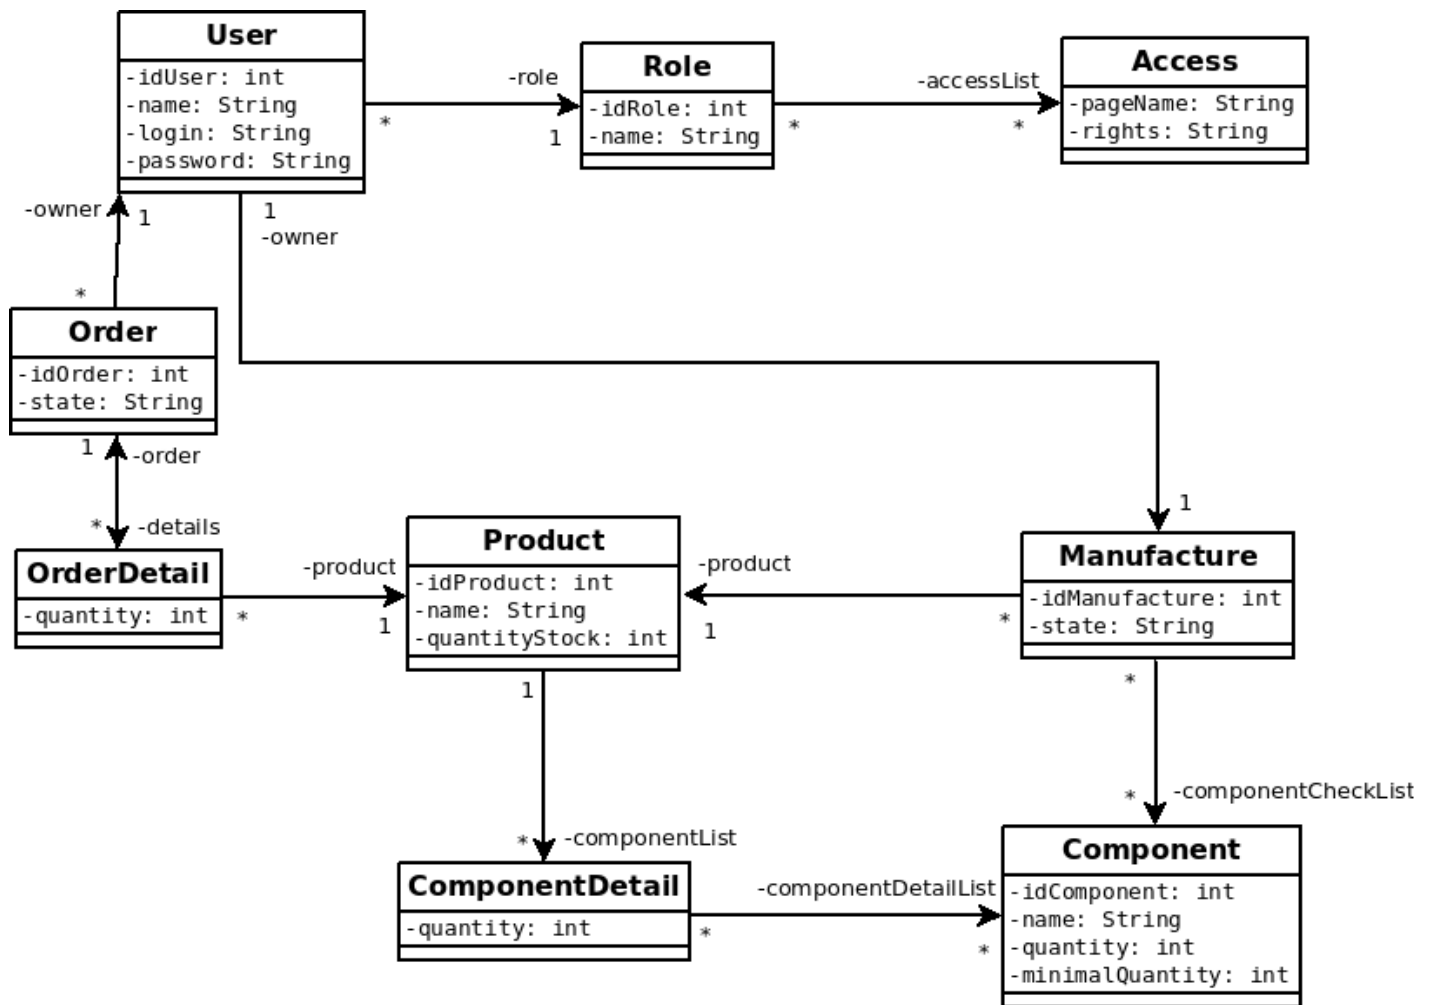 User
-idUser: int
-name: String
-login: String
-password: String
-role
*
1
Role
-idRole: int
-name: String
-accessList
*
*
Access
-pageName: String
-rights: String
-owner
1
1
-owner
*
Order
-idOrder: int
-state: String
1
-order
*
-details
OrderDetail
-quantity: int
-product
*
1
Product
-idProduct: int
-name: String
-quantityStock: int
-product
1
*
1
Manufacture
-idManufacture: int
-state: String
1
*
*
-componentCheckList
*
-componentList
ComponentDetail
-quantity: int
-componentDetailList
*
*
Component
-idComponent: int
-name: String
-quantity: int
-minimalQuantity: int